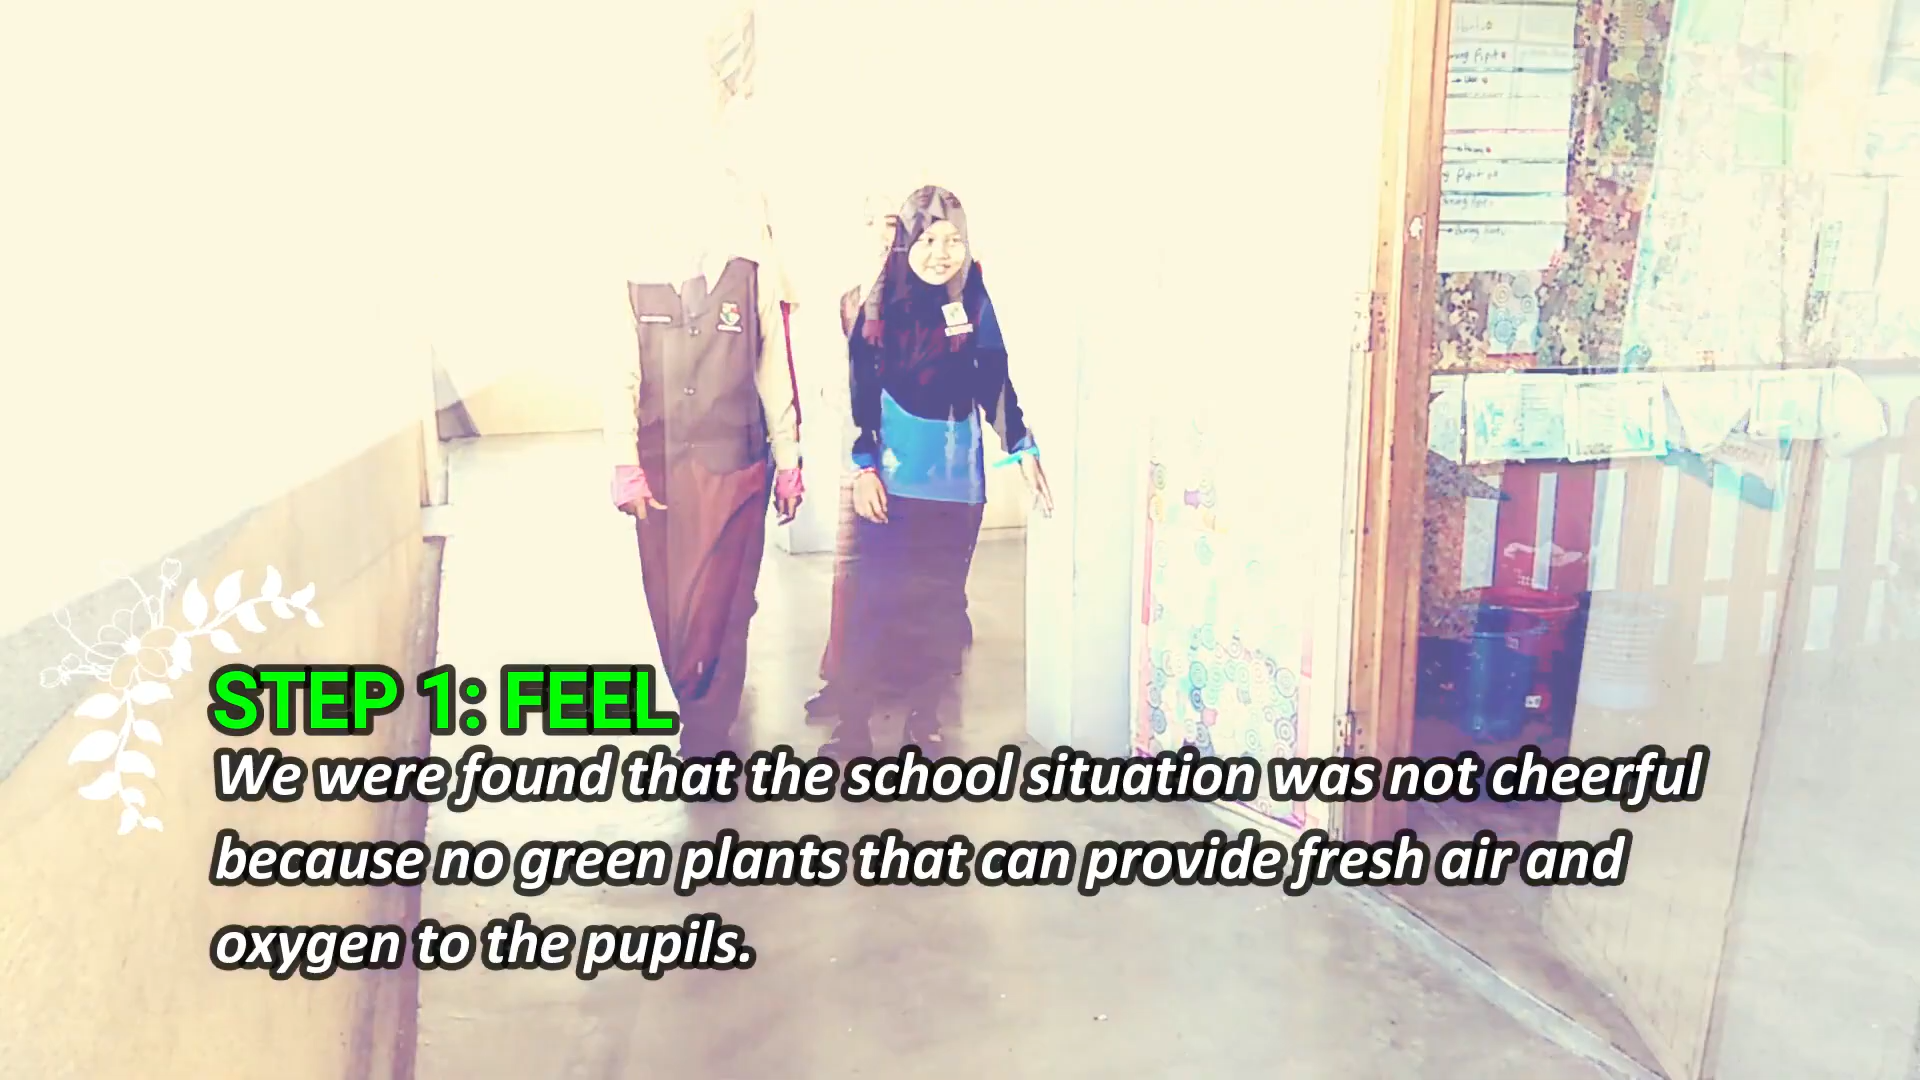 STEP 1: FEEL
We were found that the school situation was not cheerful
because no green plants that can provide fresh air and
oxygen to the pupils.